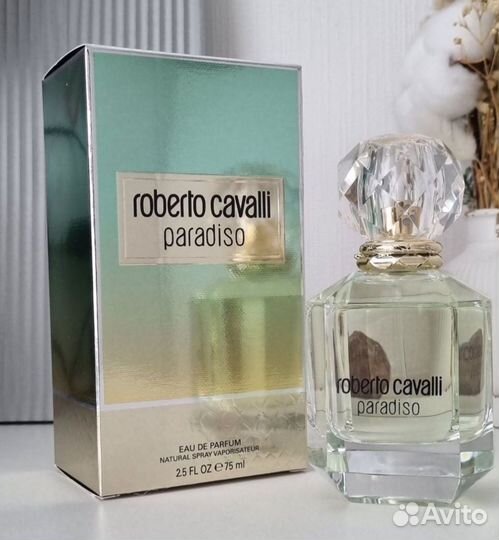 roberto cavalli
paradiso
EAU DE PARFUM
NATURAL SPRAY VAPORISATEUR
2.5 FL OZ e 75 ml
roberto cavalli
paradiso
Avito